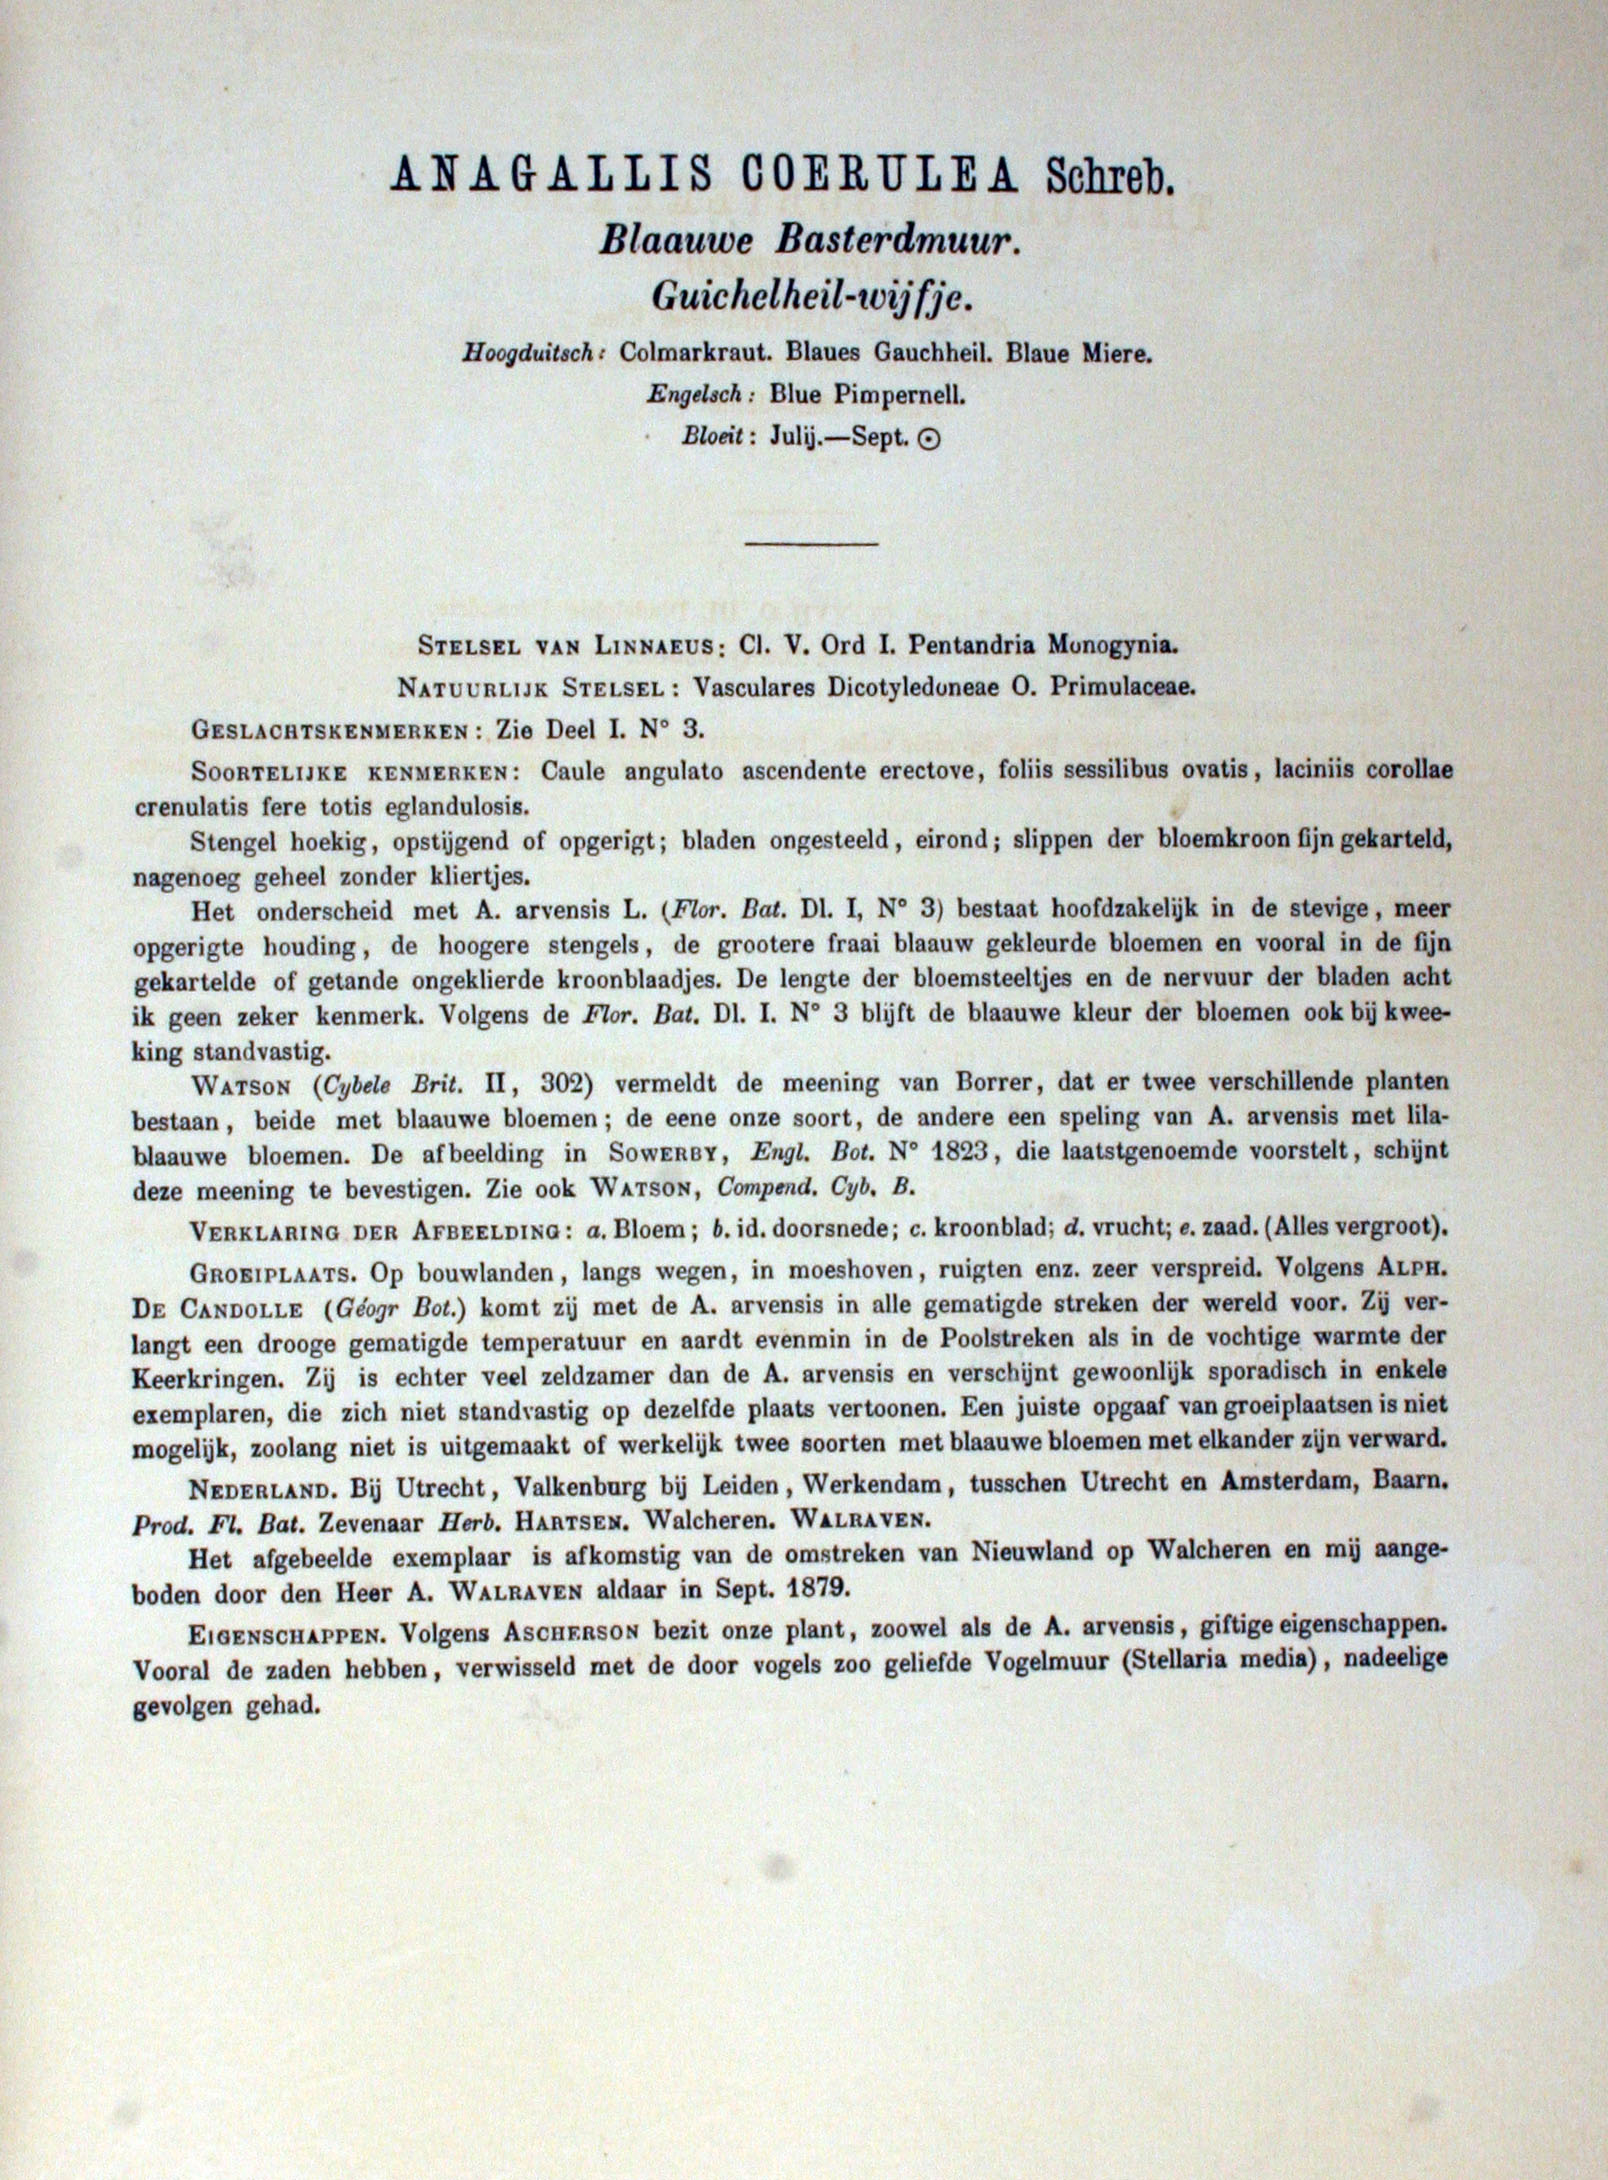 ANAGALLIS COERULEA Schreb.
Blaauwe Basterdmuur.
Guichelheil-wijfje.
Hoogduitsch: Colmarkraut. Blaues Gauchheil. Blaue Miere.
Engelsch: Blue Pimpernell.
Bloeit: Julij.—Sept. ☉
STELSEL VAN LINNAEUS: Cl. V. Ord I. Pentandria Monogynia.
NATUURLIJK STELSEL: Vasculares Dicotyledoneae O. Primulaceae.
GESLACHTSKENMERKEN: Zie Deel I. N° 3.
SOORTELIJKE KENMERKEN: Caule angulato ascendente erectove, foliis sessilibus ovatis, laciniis corollae
crenulatis fere totis eglandulosis.
Stengel hoekig, opstijgend of opgerigt; bladen ongesteeld, eirond; slippen der bloemkroon fijn gekarteld,
nagenoeg geheel zonder kliertjes.
Het onderscheid met A. arvensis L. (Flor. Bat. Dl. I, N° 3) bestaat hoofdzakelijk in de stevige, meer
opgerigte houding, de hoogere stengels, de grootere fraai blaauw gekleurde bloemen en vooral in de fijn
gekartelde of getande ongeklierde kroonblaadjes. De lengte der bloemsteeltjes en de nervuur der bladen acht
ik geen zeker kenmerk. Volgens de Flor. Bat. Dl. I. N° 3 blijft de blaauwe kleur der bloemen ook bij kwee-
king standvastig.
WATSON (Cybele Brit. II, 302) vermeldt de meening van Borrer, dat er twee verschillende planten
bestaan, beide met blaauwe bloemen; de eene onze soort, de andere een speling van A. arvensis met lila-
blaauwe bloemen. De afbeelding in SOWERBY, Engl. Bot. N° 1823, die laatstgenoemde voorstelt, schijnt
deze meening te bevestigen. Zie ook WATSON, Compend. Cyb. B.
VERKLARING DER AFBEELDING: a. Bloem; b. id. doorsnede; c. kroonblad; d. vrucht; e. zaad. (Alles vergroot).
GROEIPLAATS. Op bouwlanden, langs wegen, in moeshoven, ruigten enz. zeer verspreid. Volgens ALPH.
DE CANDOLLE (Géogr Bot.) komt zij met de A. arvensis in alle gematigde streken der wereld voor. Zij ver-
langt een drooge gematigde temperatuur en aardt evenmin in de Poolstreken als in de vochtige warmte der
Keerkringen. Zij is echter veel zeldzamer dan de A. arvensis en verschijnt gewoonlijk sporadisch in enkele
exemplaren, die zich niet standvastig op dezelfde plaats vertoonen. Een juiste opgaaf van groeiplaatsen is niet
mogelijk, zoolang niet is uitgemaakt of werkelijk twee soorten met blaauwe bloemen met elkander zijn verward.
NEDERLAND. Bij Utrecht, Valkenburg bij Leiden, Werkendam, tusschen Utrecht en Amsterdam, Baarn.
Prod. Fl. Bat. Zevenaar Herb. HARTSEN. Walcheren. WALRAVEN.
Het afgebeelde exemplaar is afkomstig van de omstreken van Nieuwland op Walcheren en mij aange-
boden door den Heer A. WALRAVEN aldaar in Sept. 1879.
EIGENSCHAPPEN. Volgens ASCHERSON bezit onze plant, zoowel als de A. arvensis, giftige eigenschappen.
Vooral de zaden hebben, verwisseld met de door vogels zoo geliefde Vogelmuur (Stellaria media), nadeelige
gevolgen gehad.